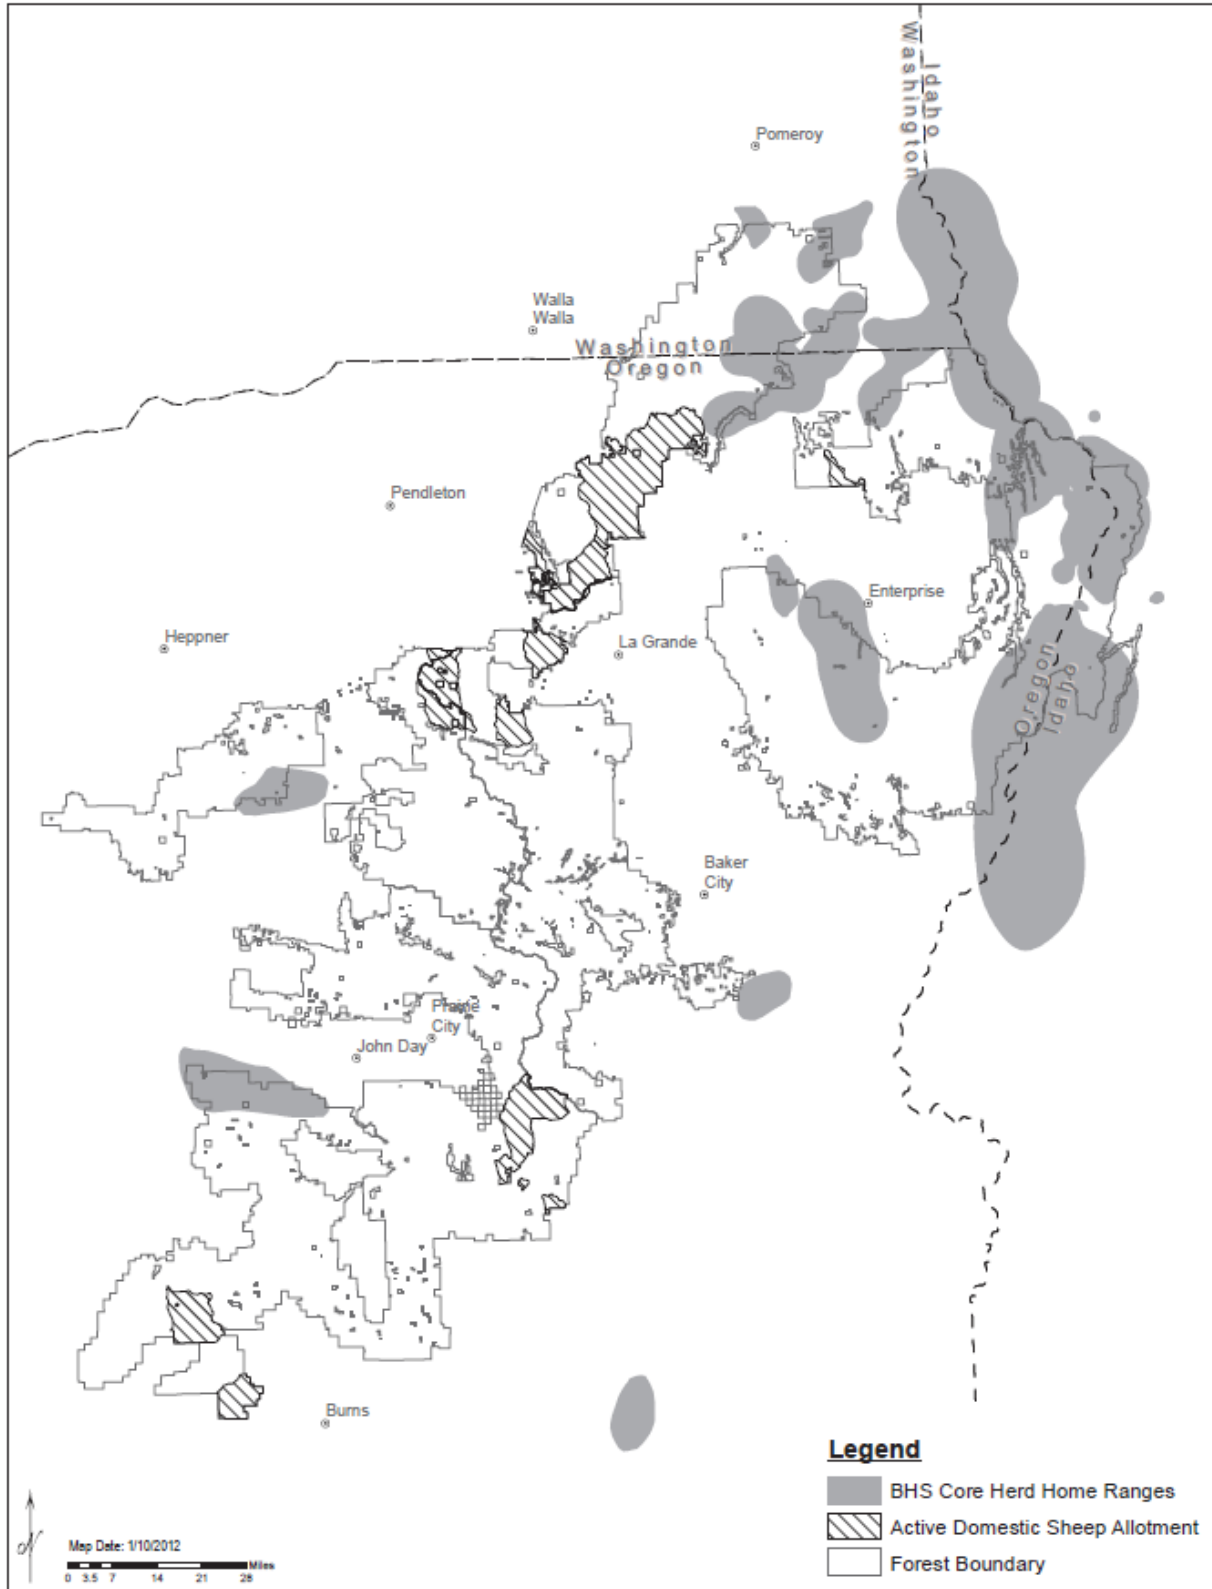 Idaho
Washington
Pomeroy
Walla
Walla
Washington
Oregon
Pendleton
Enterprise
Heppner
La Grande
Oregon
Idaho
Baker
City
Prairie
City
John Day
Burns
Legend
BHS Core Herd Home Ranges
Active Domestic Sheep Allotment
Forest Boundary
Map Date: 1/10/2012
Miles
0 3.5 7 14 21 28